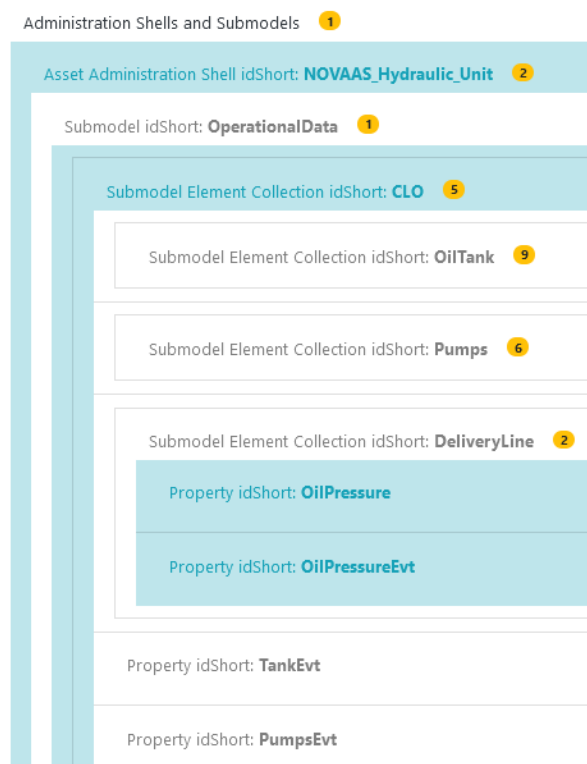 Administration Shells and Submodels 1
Asset Administration Shell idShort: NOVAAS_Hydraulic_Unit 2
Submodel idShort: OperationalData 1
Submodel Element Collection idShort: CLO 5
Submodel Element Collection idShort: OilTank 9
Submodel Element Collection idShort: Pumps 6
Submodel Element Collection idShort: DeliveryLine 2
Property idShort: OilPressure
Property idShort: OilPressureEvt
Property idShort: TankEvt
Property idShort: PumpsEvt